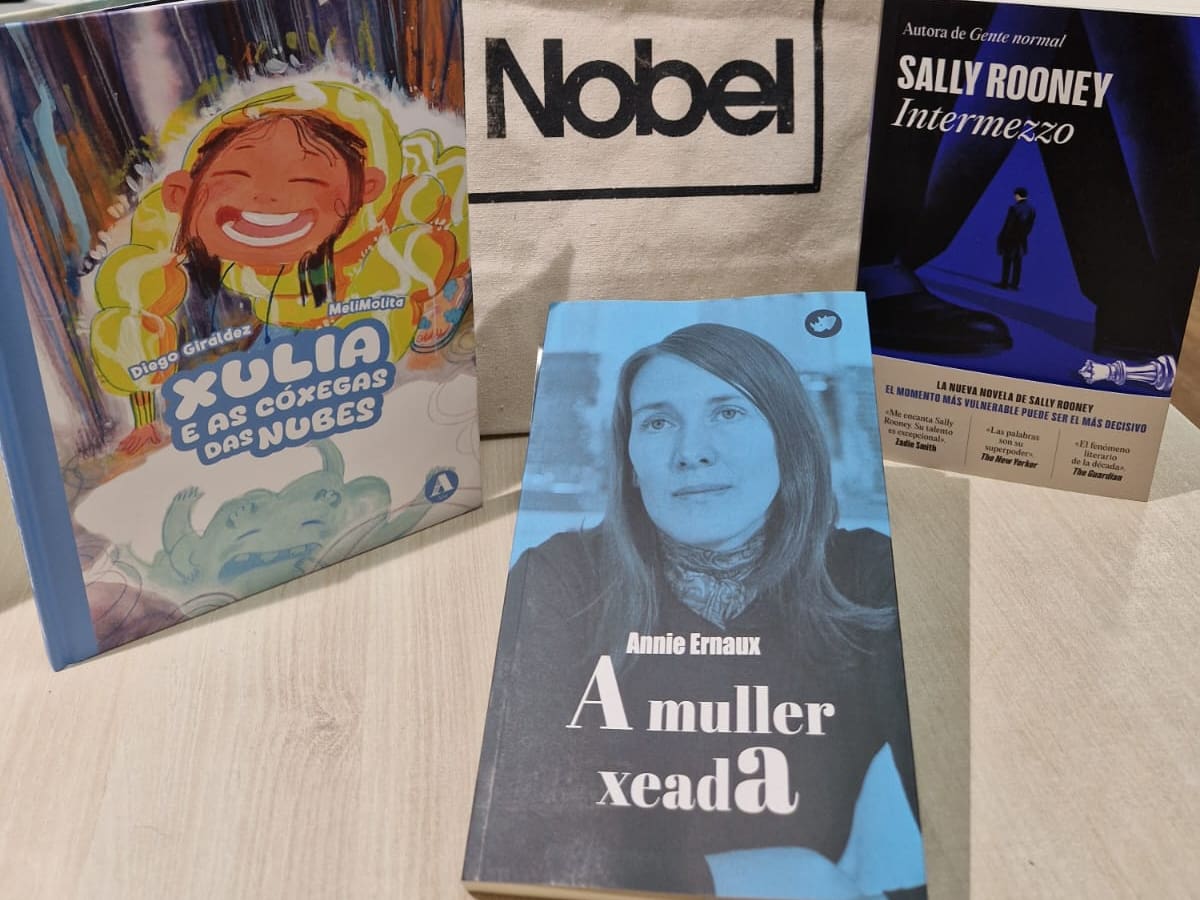 Diego Giráldez
MeliMolita
XULIA
E AS CÓXEGAS
DAS NUBES
A
Nobel
Autora de Gente normal
SALLY ROONEY
Intermezzo
LA NUEVA NOVELA DE SALLY ROONEY
EL MOMENTO MÁS VULNERABLE PUEDE SER EL MÁS DECISIVO
«Me encanta Sally
Rooney. Su talento
es excepcional».
Zadie Smith
«Las palabras
son su
superpoder».
The New Yorker
«El fenómeno
literario
de la década».
The Guardian
Annie Ernaux
A muller
xeada